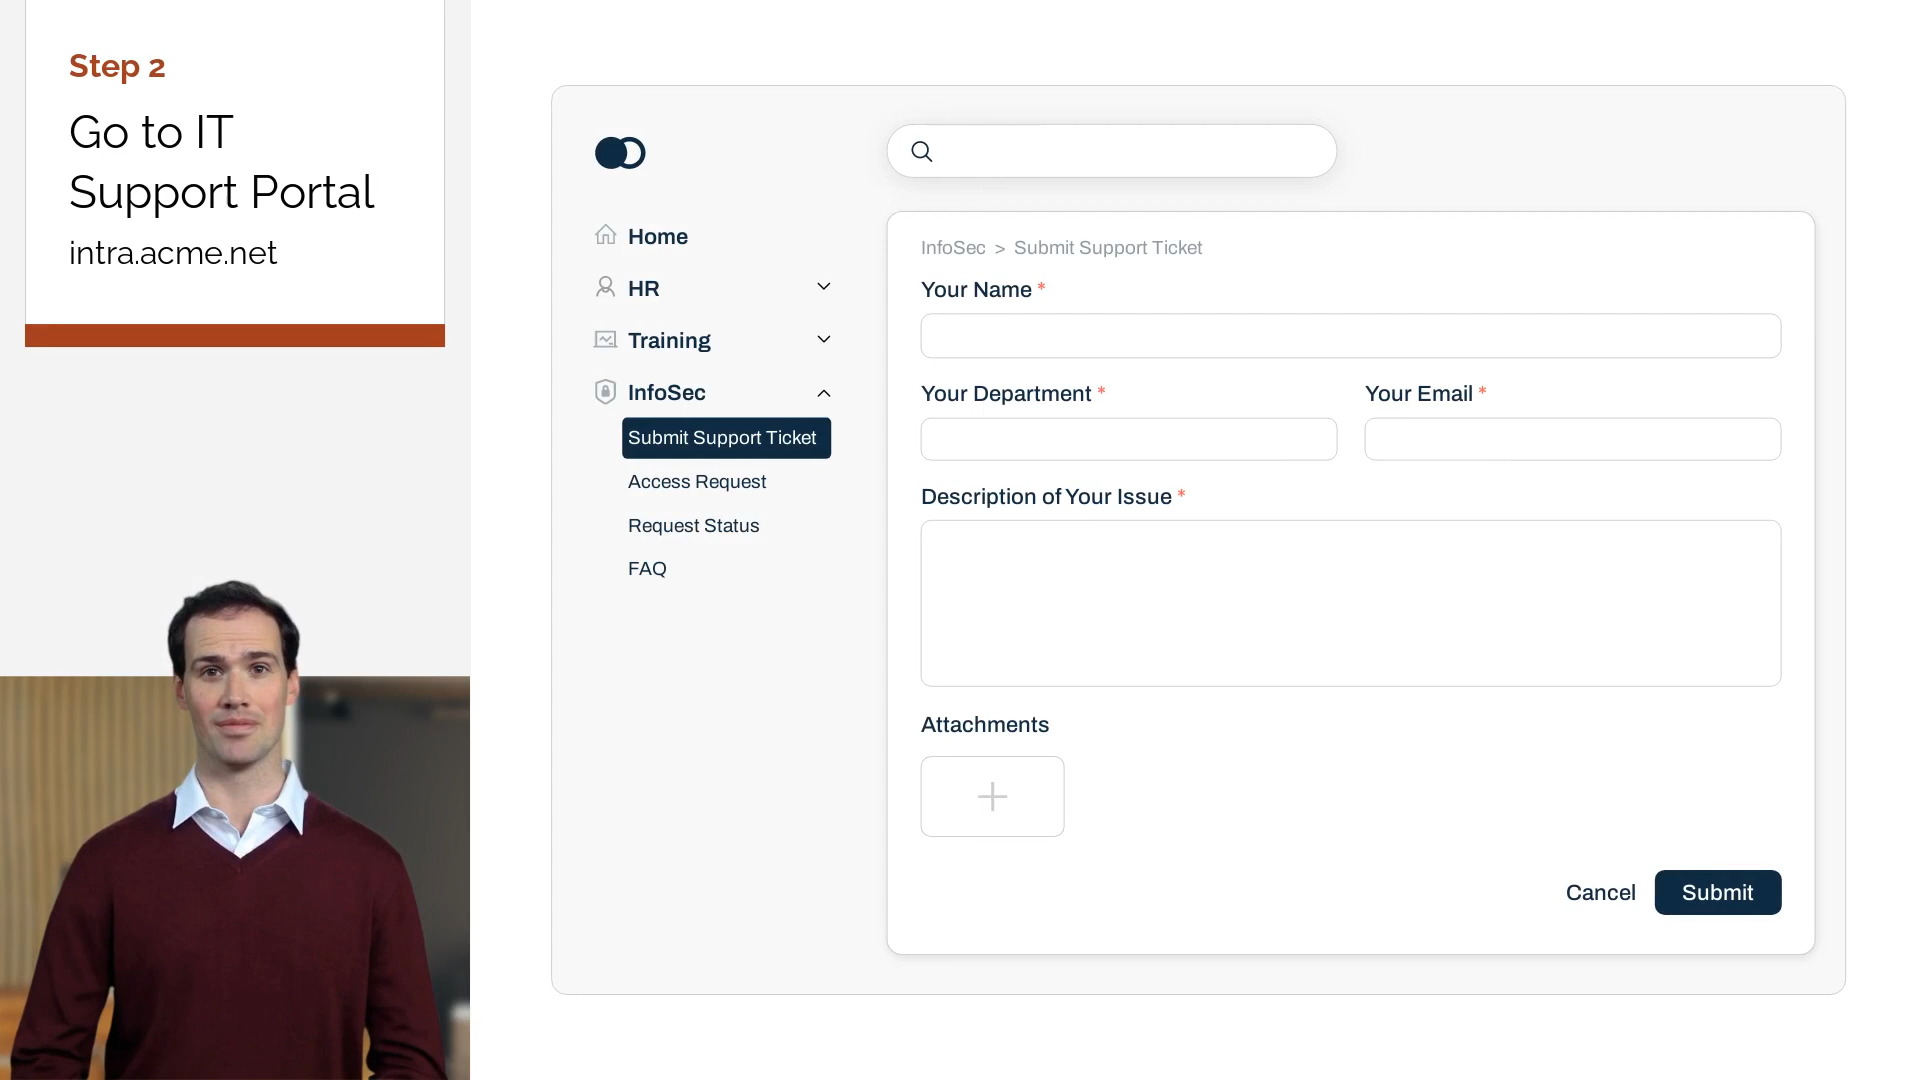 Step 2
Go to IT
Support Portal
intra.acme.net
Home
HR
Training
InfoSec
Submit Support Ticket
Access Request
Request Status
FAQ
InfoSec > Submit Support Ticket
Your Name *
Your Department *
Your Email *
Description of Your Issue *
Attachments
Cancel
Submit